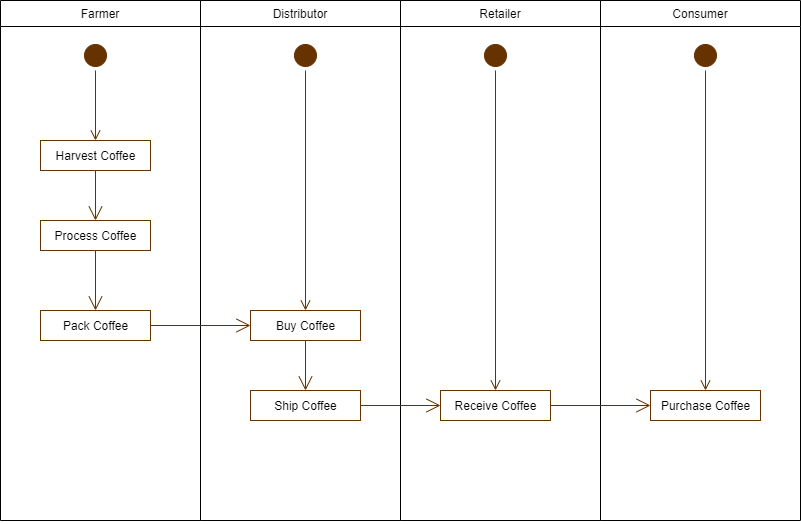 Farmer
Distributor
Retailer
Consumer
Harvest Coffee
Process Coffee
Pack Coffee
Buy Coffee
Ship Coffee
Receive Coffee
Purchase Coffee